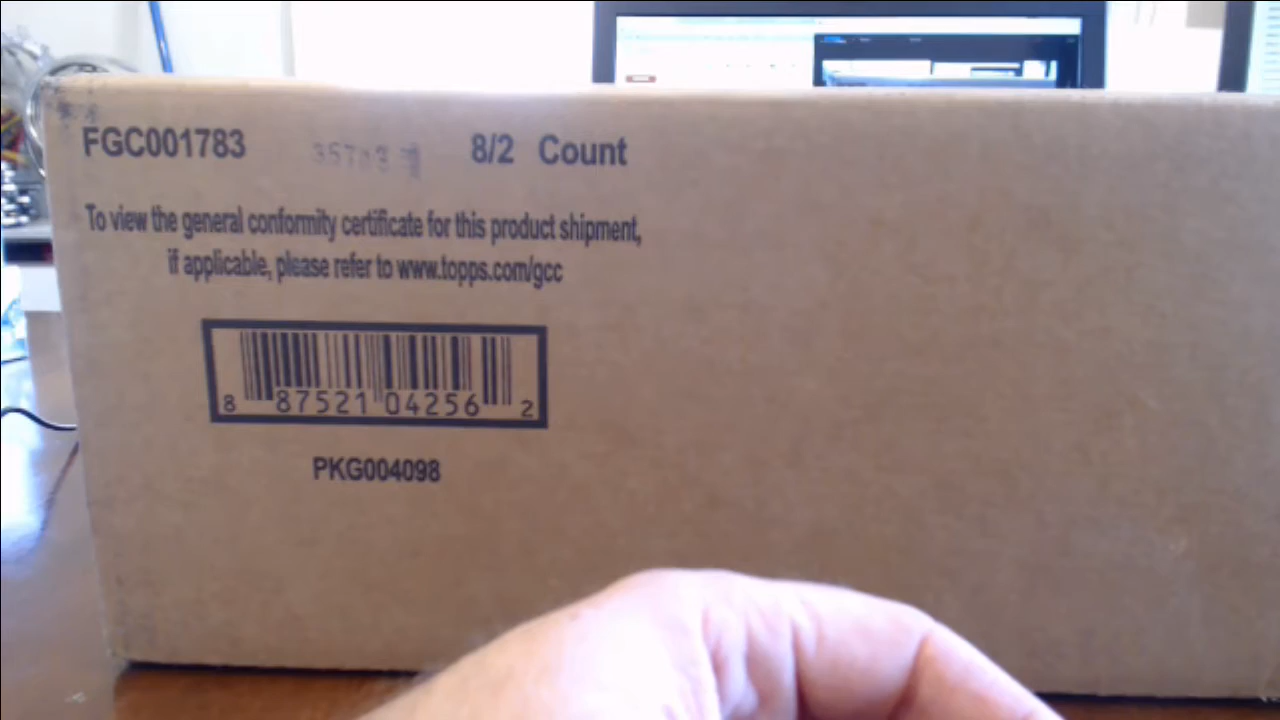 FGC001783 8/2 Count
To view the general conformity certificate for this product shipment,
if applicable, please refer to www.topps.com/gcc
8 87521 04256 2
PKG004098